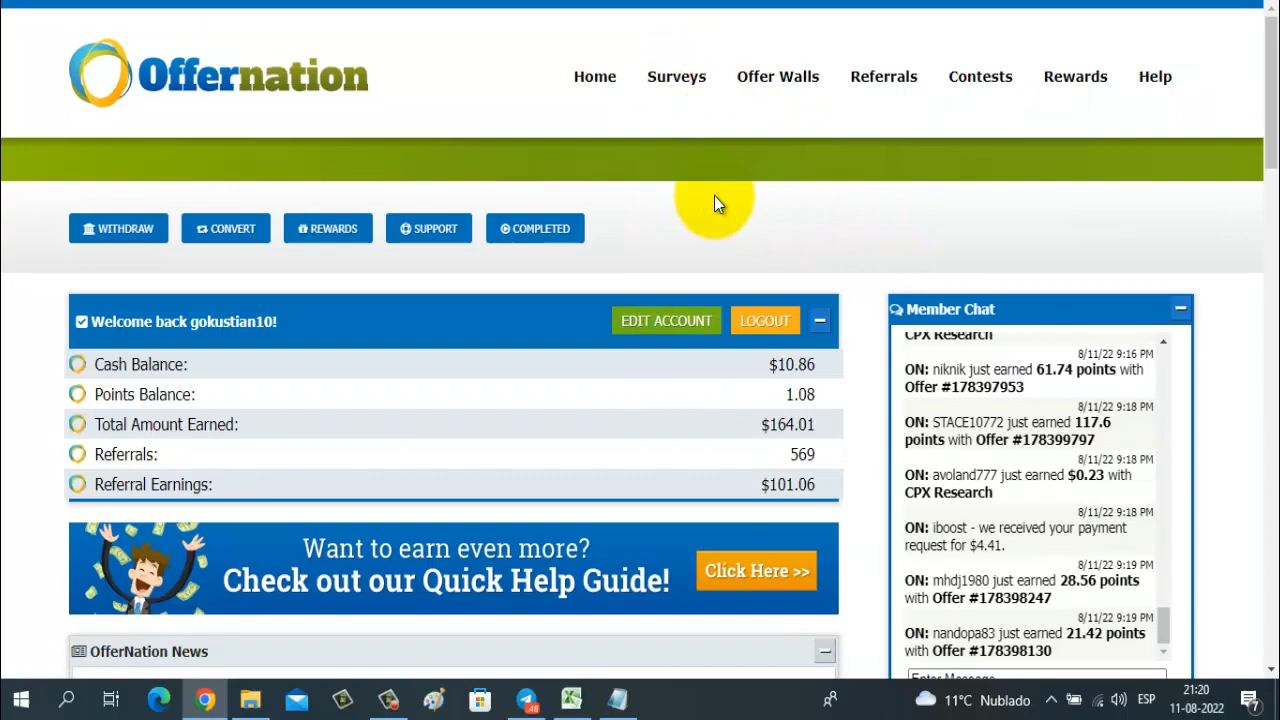 Offernation
Home Surveys Offer Walls Referrals Contests Rewards Help
WITHDRAW CONVERT REWARDS SUPPORT COMPLETED
Welcome back gokustian10!
EDIT ACCOUNT LOGOUT
Cash Balance: $10.86
Points Balance: 1.08
Total Amount Earned: $164.01
Referrals: 569
Referral Earnings: $101.06
Want to earn even more?
Check out our Quick Help Guide!
Click Here >>
OfferNation News
Member Chat
CPX Research
8/11/22 9:16 PM
ON: niknik just earned 61.74 points with
Offer #178397953
8/11/22 9:18 PM
ON: STACE10772 just earned 117.6
points with Offer #178399797
8/11/22 9:18 PM
ON: avoland777 just earned $0.23 with
CPX Research
8/11/22 9:18 PM
ON: iboost - we received your payment
request for $4.41.
8/11/22 9:19 PM
ON: mhdj1980 just earned 28.56 points
with Offer #178398247
8/11/22 9:19 PM
ON: nandopa83 just earned 21.42 points
with Offer #178398130
Enter Message
48
11°C Nublado
ESP
21:20
11-08-2022
7